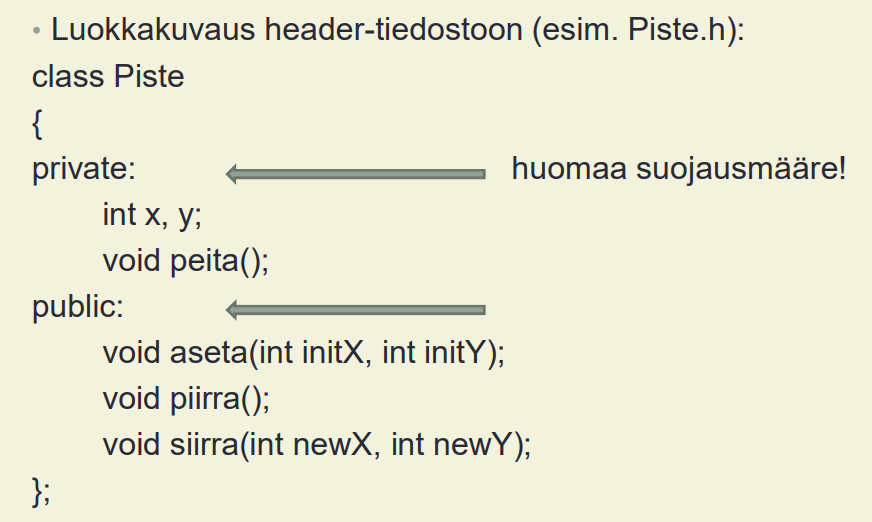 • Luokkakuvaus header-tiedostoon (esim. Piste.h):
class Piste
{
private: huomaa suojausmääre!
int x, y;
void peita();
public:
void aseta(int initX, int initY);
void piirra();
void siirra(int newX, int newY);
};